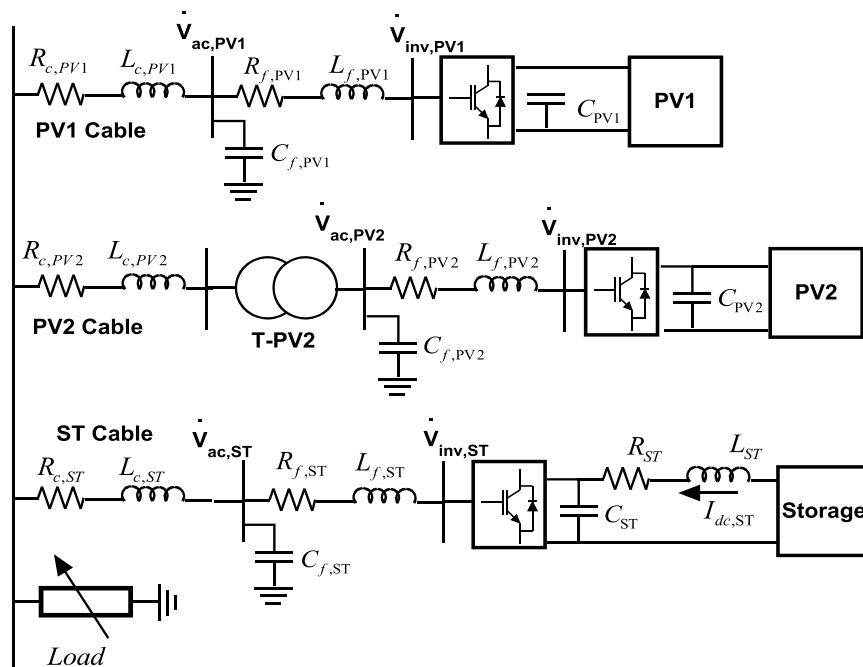 V̇ac,PV1
V̇inv,PV1
Rc,PV1
Lc,PV1
Rf,PV1
Lf,PV1
PV1 Cable
Cf,PV1
CPV1
PV1
V̇ac,PV2
V̇inv,PV2
Rc,PV2
Lc,PV2
Rf,PV2
Lf,PV2
PV2 Cable
T-PV2
Cf,PV2
CPV2
PV2
ST Cable
V̇ac,ST
V̇inv,ST
Rc,ST
Lc,ST
Rf,ST
Lf,ST
RST
LST
Cf,ST
CST
Idc,ST
Storage
Load